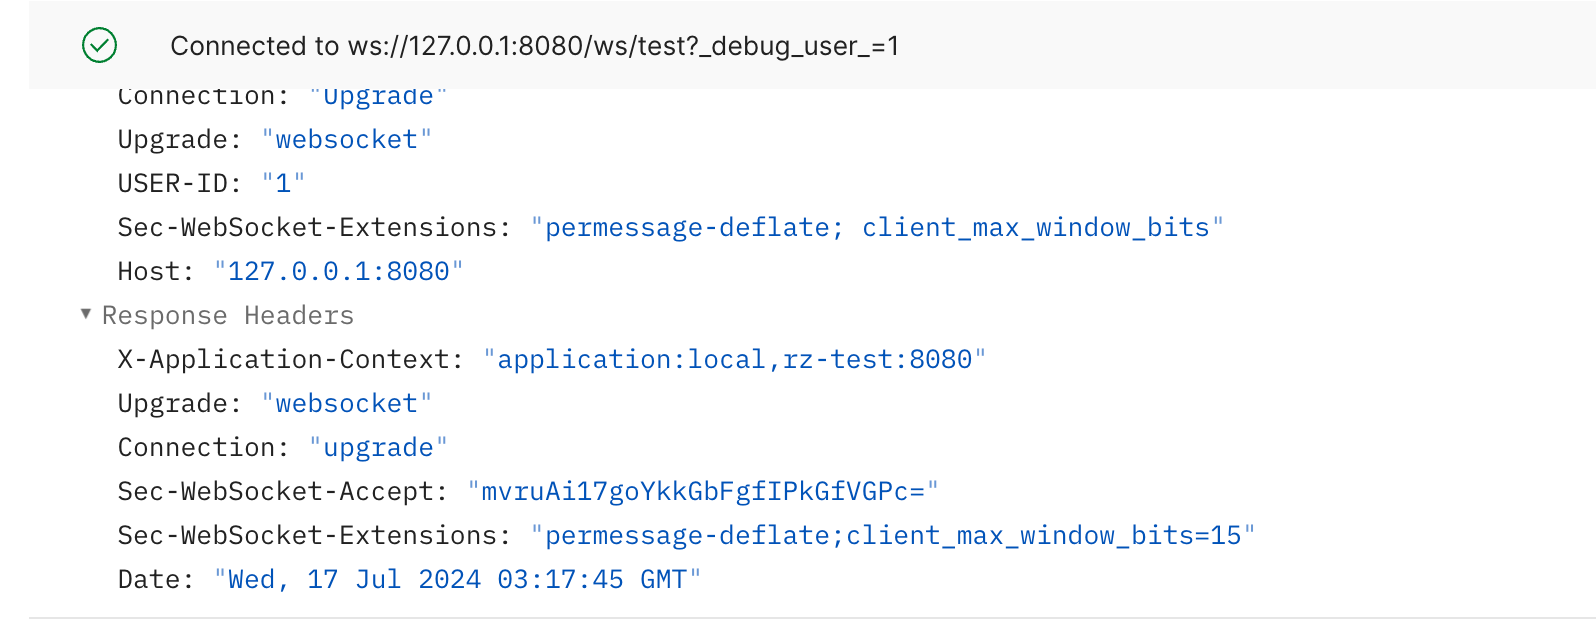 Connected to ws://127.0.0.1:8080/ws/test?_debug_user_=1
Connection: "Upgrade"
Upgrade: "websocket"
USER-ID: "1"
Sec-WebSocket-Extensions: "permessage-deflate; client_max_window_bits"
Host: "127.0.0.1:8080"
Response Headers
X-Application-Context: "application:local,rz-test:8080"
Upgrade: "websocket"
Connection: "upgrade"
Sec-WebSocket-Accept: "mvruAi17goYkkGbFgfIPkGfVGPc="
Sec-WebSocket-Extensions: "permessage-deflate;client_max_window_bits=15"
Date: "Wed, 17 Jul 2024 03:17:45 GMT"